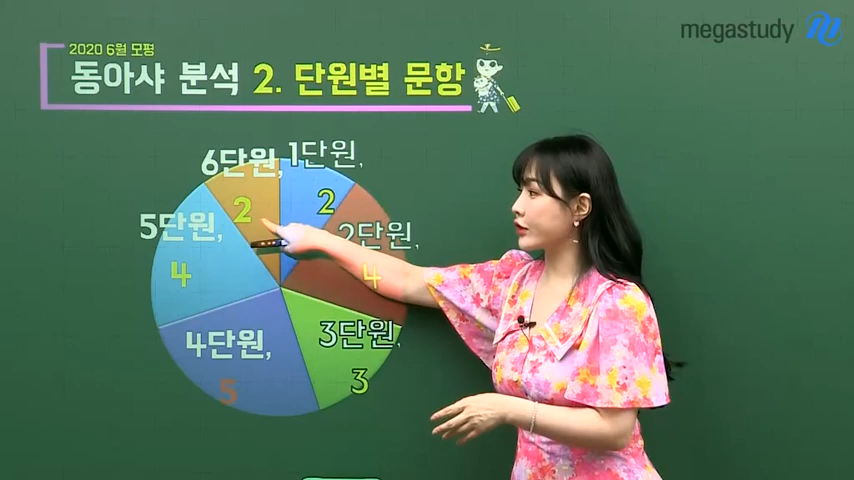 megastudy
2020 6월 모평
동아샤 분석 2. 단원별 문항
6단원,
2
1단원,
2
2단원,
4
5단원,
4
3단원,
3
4단원,
5